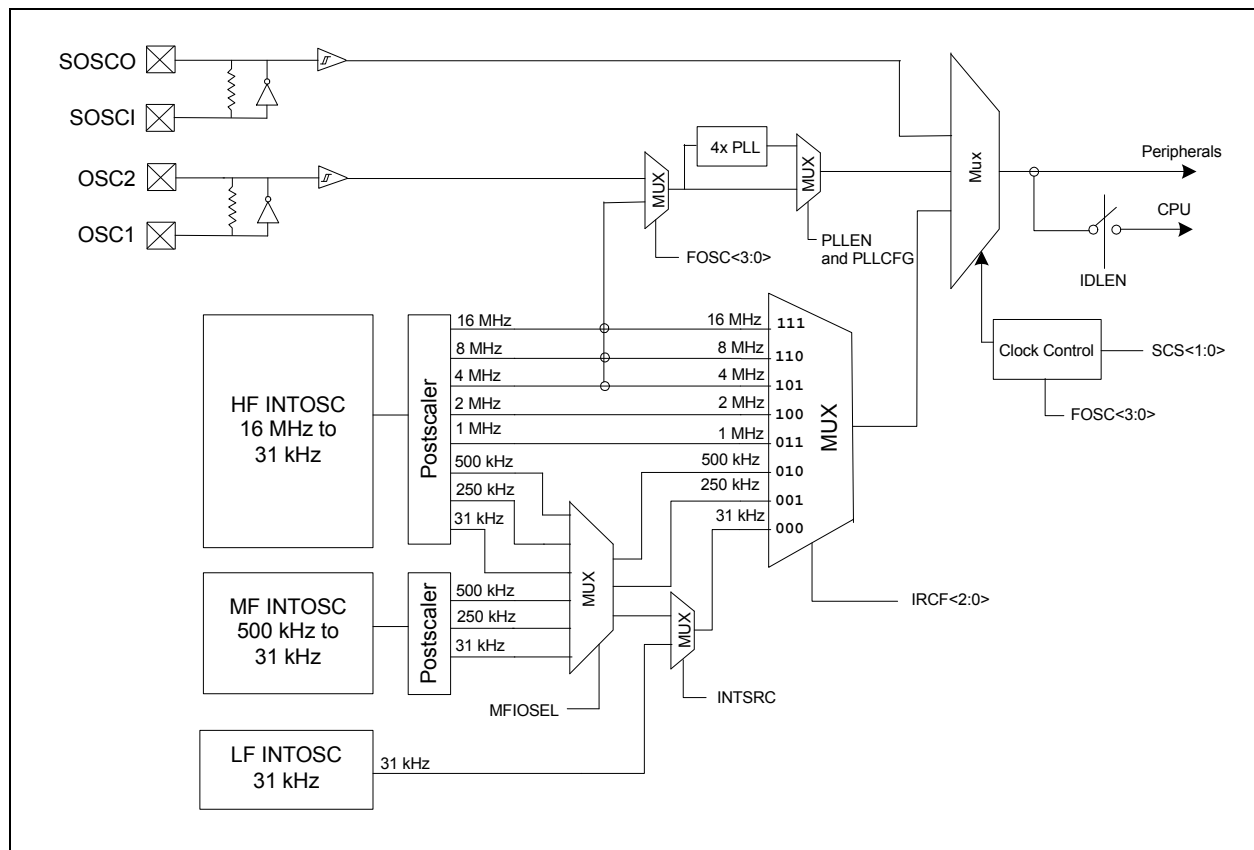 SOSCO
SOSCI
OSC2
OSC1
4x PLL
MUX
MUX
Mux
Peripherals
CPU
FOSC<3:0>
PLLEN
and PLLCFG
IDLEN
Clock Control
SCS<1:0>
FOSC<3:0>
HF INTOSC
16 MHz to
31 kHz
Postscaler
16 MHz
8 MHz
4 MHz
2 MHz
1 MHz
500 kHz
250 kHz
31 kHz
16 MHz
8 MHz
4 MHz
2 MHz
1 MHz
500 kHz
250 kHz
31 kHz
111
110
101
100
011
010
001
000
MUX
IRCF<2:0>
MF INTOSC
500 kHz to
31 kHz
Postscaler
500 kHz
250 kHz
31 kHz
MUX
MFIOSEL
MUX
INTSRC
LF INTOSC
31 kHz
31 kHz